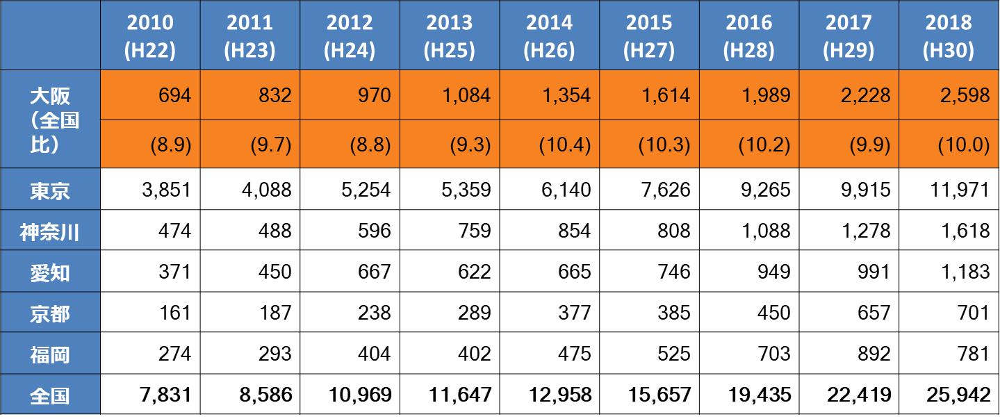 2010 2011 2012 2013 2014 2015 2016 2017 2018
(H22) (H23) (H24) (H25) (H26) (H27) (H28) (H29) (H30)
大阪 694 832 970 1,084 1,354 1,614 1,989 2,228 2,598
（全国
比） (8.9) (9.7) (8.8) (9.3) (10.4) (10.3) (10.2) (9.9) (10.0)
東京 3,851 4,088 5,254 5,359 6,140 7,626 9,265 9,915 11,971
神奈川 474 488 596 759 854 808 1,088 1,278 1,618
愛知 371 450 667 622 665 746 949 991 1,183
京都 161 187 238 289 377 385 450 657 701
福岡 274 293 404 402 475 525 703 892 781
全国 7,831 8,586 10,969 11,647 12,958 15,657 19,435 22,419 25,942